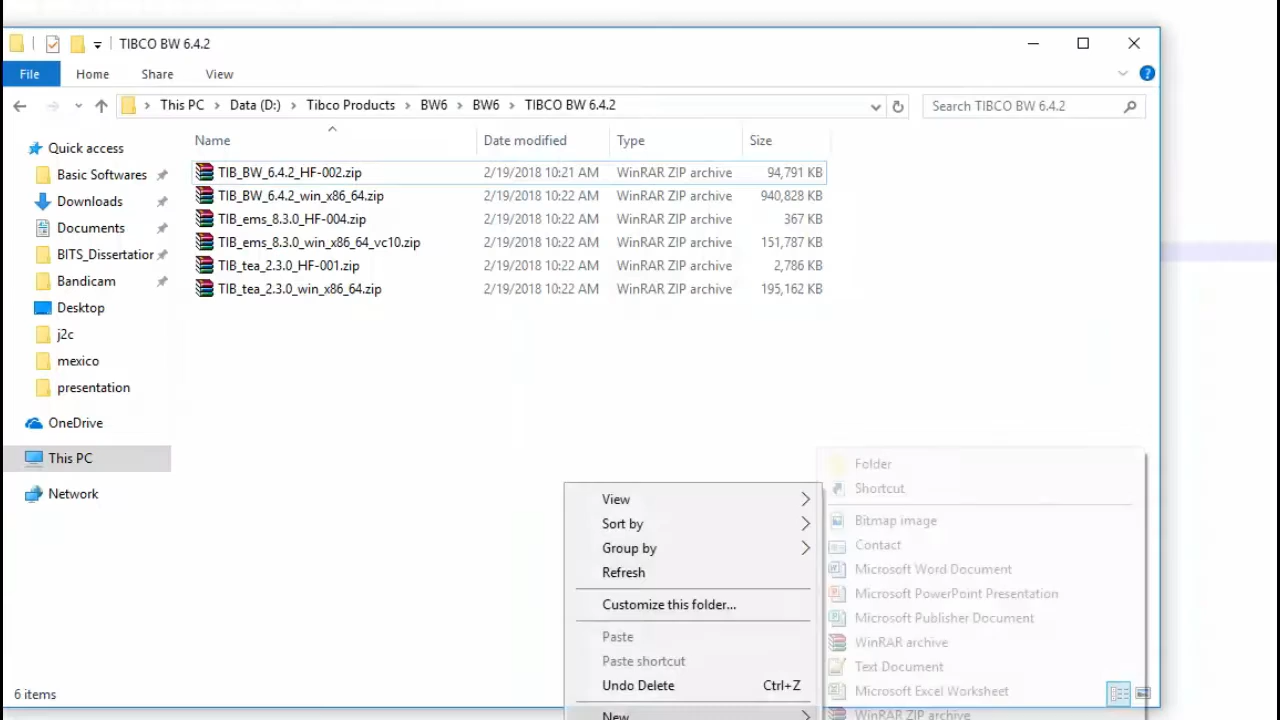 TIBCO BW 6.4.2
File Home Share View
This PC > Data (D:) > Tibco Products > BW6 > BW6 > TIBCO BW 6.4.2
Search TIBCO BW 6.4.2
Name Date modified Type Size
Quick access
Basic Softwares
Downloads
Documents
BITS_Dissertatior
Bandicam
Desktop
j2c
mexico
presentation
OneDrive
This PC
Network
TIB_BW_6.4.2_HF-002.zip 2/19/2018 10:21 AM WinRAR ZIP archive 94,791 KB
TIB_BW_6.4.2_win_x86_64.zip 2/19/2018 10:22 AM WinRAR ZIP archive 940,828 KB
TIB_ems_8.3.0_HF-004.zip 2/19/2018 10:22 AM WinRAR ZIP archive 367 KB
TIB_ems_8.3.0_win_x86_64_vc10.zip 2/19/2018 10:22 AM WinRAR ZIP archive 151,787 KB
TIB_tea_2.3.0_HF-001.zip 2/19/2018 10:22 AM WinRAR ZIP archive 2,786 KB
TIB_tea_2.3.0_win_x86_64.zip 2/19/2018 10:22 AM WinRAR ZIP archive 195,162 KB
View
Sort by
Group by
Refresh
Customize this folder...
Paste
Paste shortcut
Undo Delete Ctrl+Z
New
Folder
Shortcut
Bitmap image
Contact
Microsoft Word Document
Microsoft PowerPoint Presentation
Microsoft Publisher Document
WinRAR archive
Text Document
Microsoft Excel Worksheet
WinRAR ZIP archive
6 items